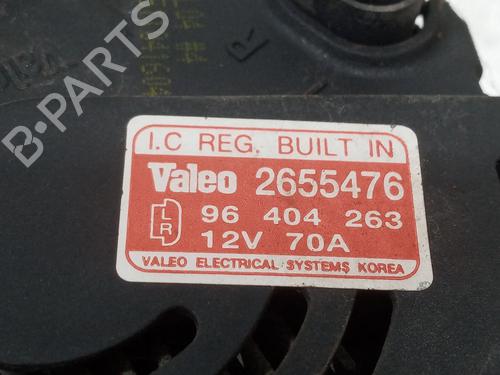 I.C REG. BUILT IN
Valeo 2655476
L R
96 404 263
12V 70A
VALEO ELECTRICAL SYSTEMS KOREA
B-Parts